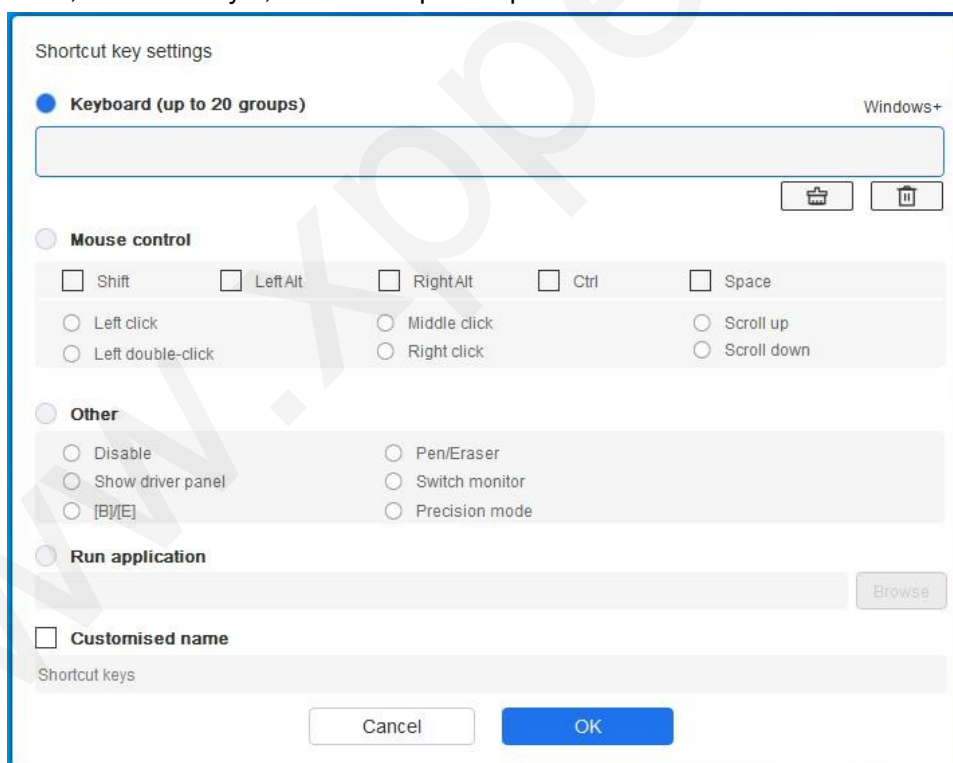 Shortcut key settings
Keyboard (up to 20 groups) Windows+
Mouse control
Shift Left Alt Right Alt Ctrl Space
Left click Middle click Scroll up
Left double-click Right click Scroll down
Other
Disable Pen/Eraser
Show driver panel Switch monitor
[B]/[E] Precision mode
Run application
Browse
Customised name
Shortcut keys
Cancel OK